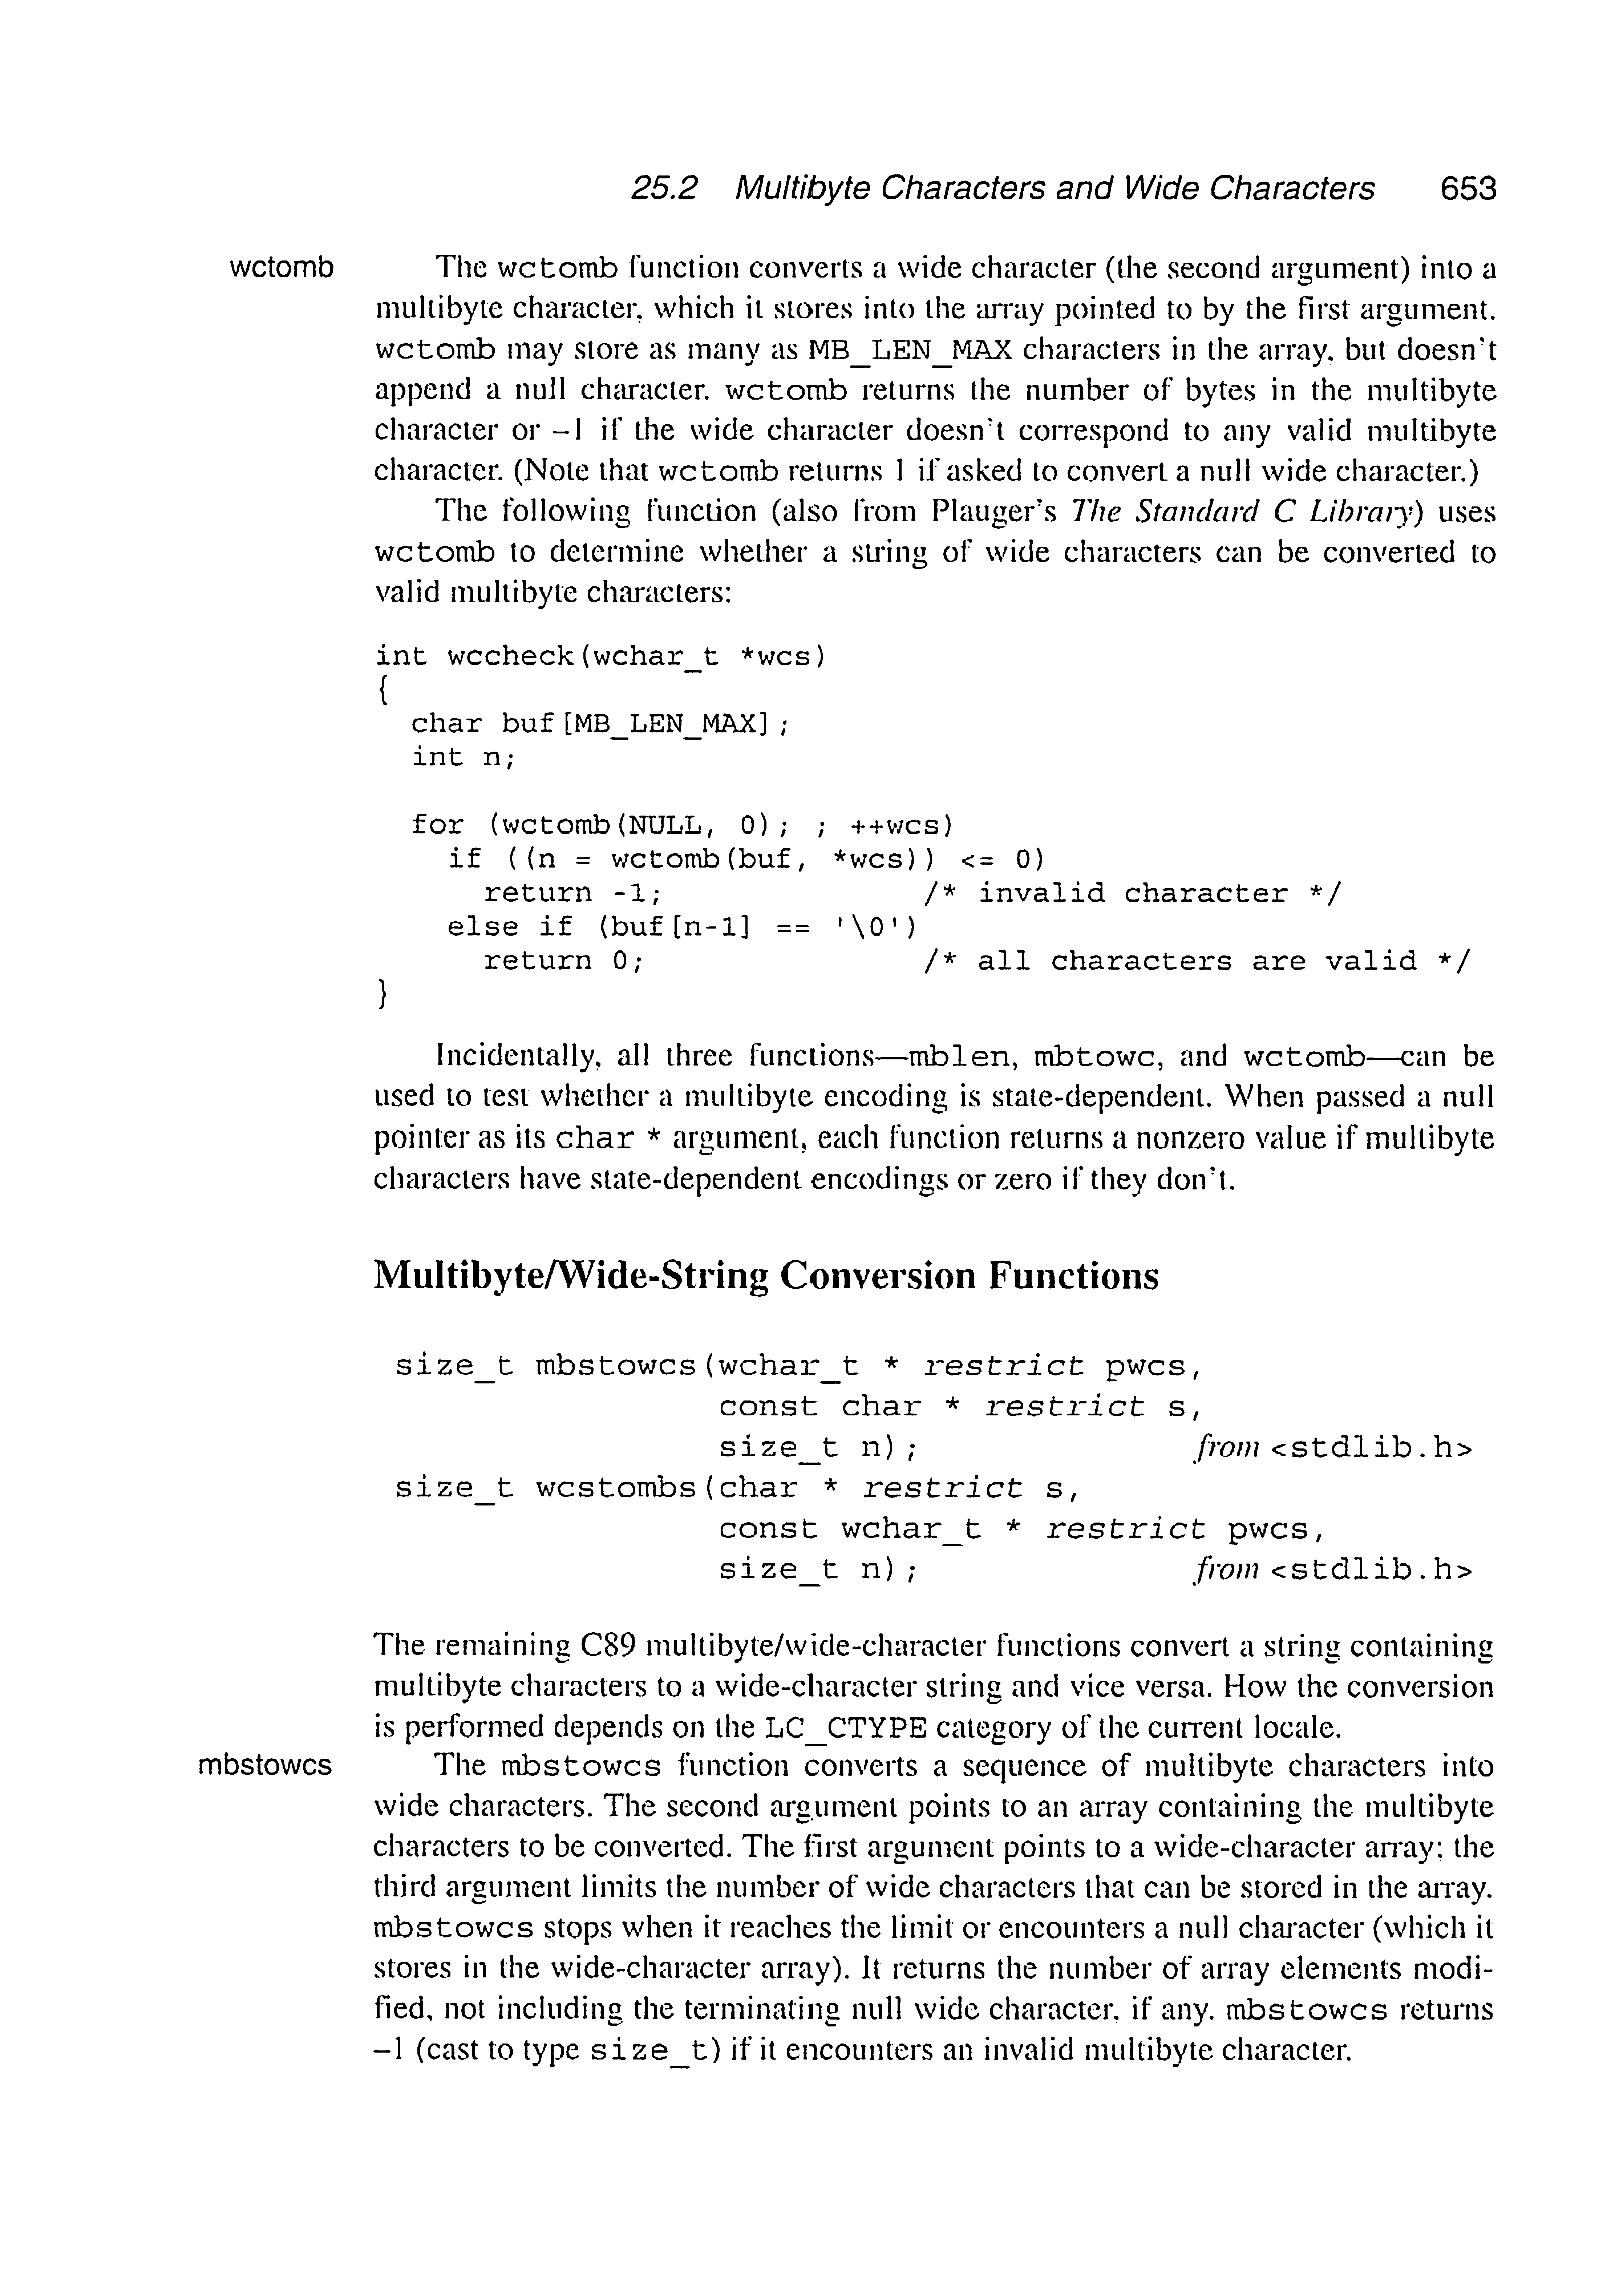 25.2 Multibyte Characters and Wide Characters 653
wctomb The wctomb function converts a wide character (the second argument) into a
multibyte character, which it stores into the array pointed to by the first argument.
wctomb may store as many as MB_LEN_MAX characters in the array, but doesn't
append a null character. wctomb returns the number of bytes in the multibyte
character or –1 if the wide character doesn't correspond to any valid multibyte
character. (Note that wctomb returns 1 if asked to convert a null wide character.)
The following function (also from Plauger's The Standard C Library) uses
wctomb to determine whether a string of wide characters can be converted to
valid multibyte characters:
int wccheck(wchar_t *wcs)
{
char buf[MB_LEN_MAX];
int n;
for (wctomb(NULL, 0); ; ++wcs)
if ((n = wctomb(buf, *wcs)) <= 0)
return -1; /* invalid character */
else if (buf[n-1] == '\0')
return 0; /* all characters are valid */
}
Incidentally, all three functions—mblen, mbtowc, and wctomb—can be
used to test whether a multibyte encoding is state-dependent. When passed a null
pointer as its char * argument, each function returns a nonzero value if multibyte
characters have state-dependent encodings or zero if they don't.
Multibyte/Wide-String Conversion Functions
size_t mbstowcs(wchar_t * restrict pwcs,
const char * restrict s,
size_t n); from <stdlib.h>
size_t wcstombs(char * restrict s,
const wchar_t * restrict pwcs,
size_t n); from <stdlib.h>
The remaining C89 multibyte/wide-character functions convert a string containing
multibyte characters to a wide-character string and vice versa. How the conversion
is performed depends on the LC_CTYPE category of the current locale.
mbstowcs The mbstowcs function converts a sequence of multibyte characters into
wide characters. The second argument points to an array containing the multibyte
characters to be converted. The first argument points to a wide-character array; the
third argument limits the number of wide characters that can be stored in the array.
mbstowcs stops when it reaches the limit or encounters a null character (which it
stores in the wide-character array). It returns the number of array elements modi-
fied, not including the terminating null wide character, if any. mbstowcs returns
–1 (cast to type size_t) if it encounters an invalid multibyte character.